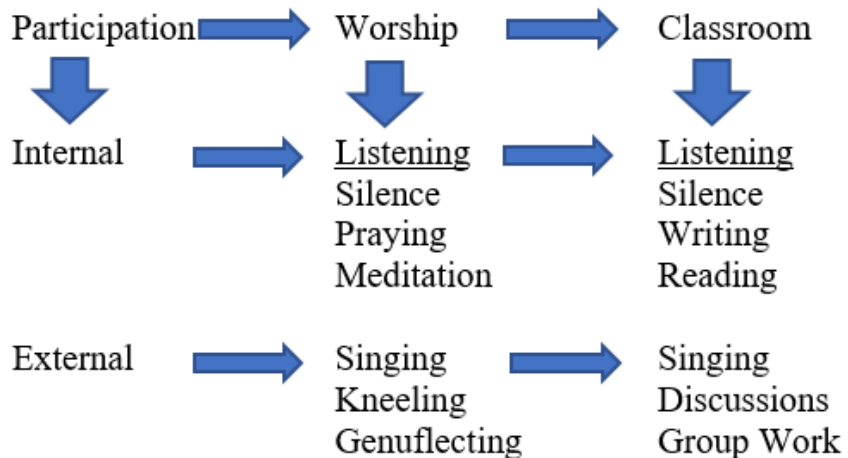 Participation Worship Classroom
Internal Listening Listening
Silence Silence
Praying Writing
Meditation Reading
External Singing Singing
Kneeling Discussions
Genuflecting Group Work